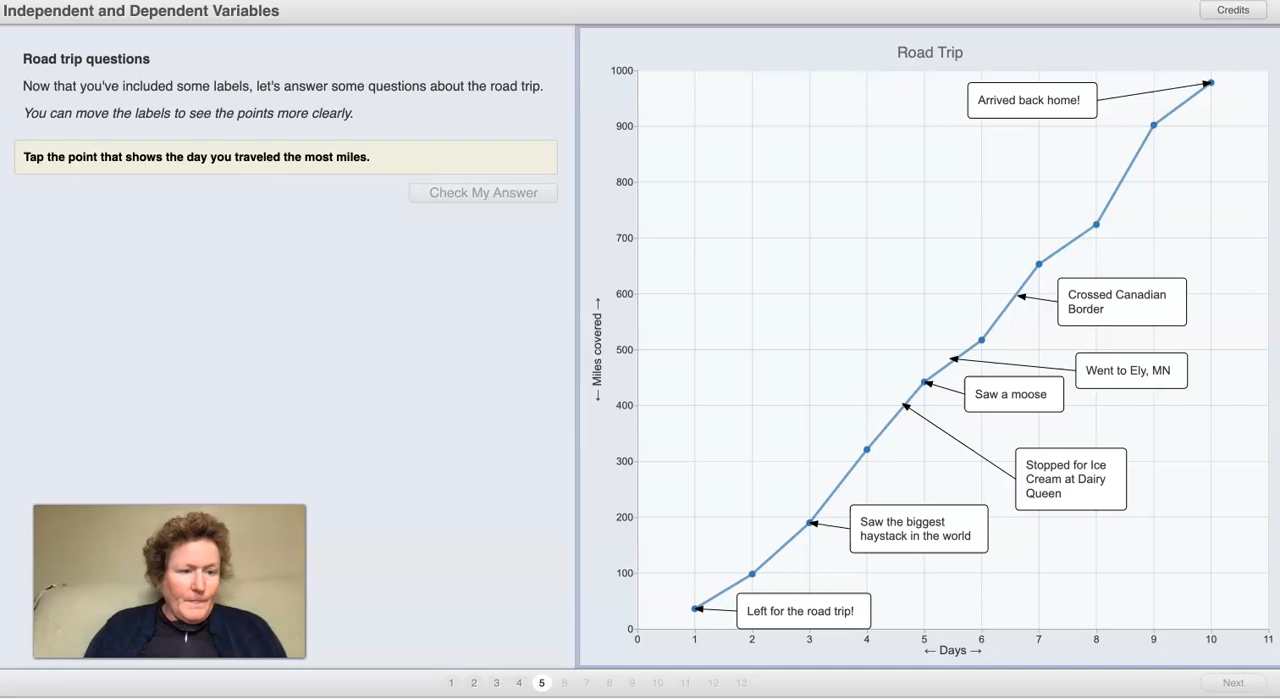 Independent and Dependent Variables
Credits
Road trip questions
Now that you've included some labels, let's answer some questions about the road trip.
You can move the labels to see the points more clearly.
Tap the point that shows the day you traveled the most miles.
Check My Answer
Road Trip
1000
900
800
700
600
500
400
300
200
100
0
← Miles covered →
Arrived back home!
Crossed Canadian
Border
Went to Ely, MN
Saw a moose
Stopped for Ice
Cream at Dairy
Queen
Saw the biggest
haystack in the world
Left for the road trip!
0 1 2 3 4 5 6 7 8 9 10 11
← Days →
1 2 3 4 5 6 7 8 9 10 11 12 13
Next